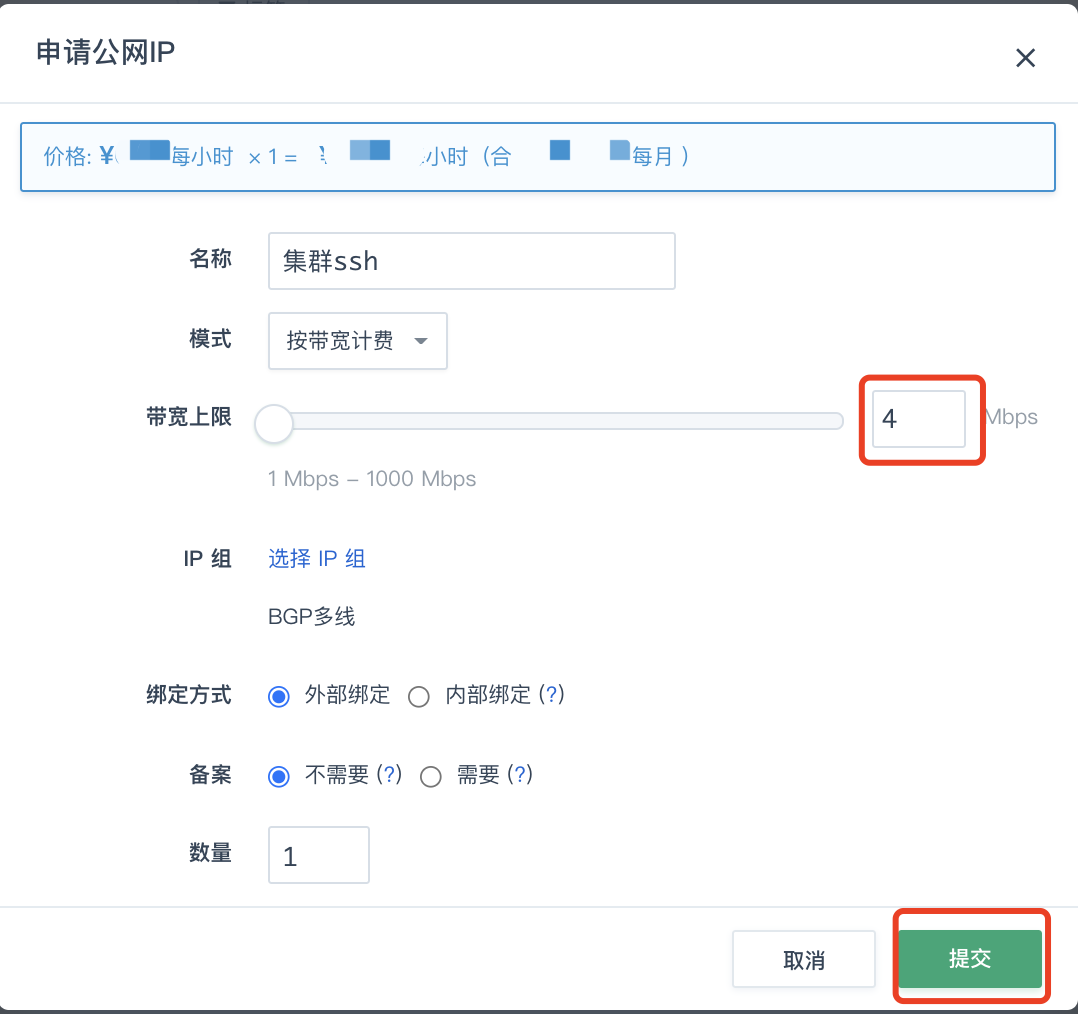 申请公网IP
价格: ¥ 每小时 × 1 = 小时（合 每月 ）
名称 集群ssh
模式 按带宽计费
带宽上限 4 Mbps
1 Mbps – 1000 Mbps
IP 组 选择 IP 组
BGP多线
绑定方式 外部绑定 内部绑定 (?)
备案 不需要 (?) 需要 (?)
数量 1
取消 提交